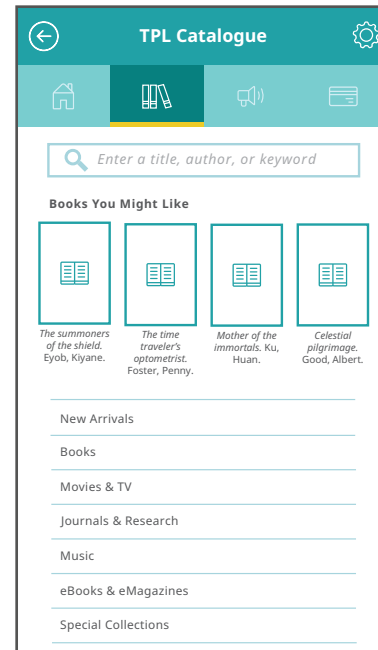 TPL Catalogue
Enter a title, author, or keyword
Books You Might Like
The summoners
of the shield.
Eyob, Kiyane.
The time
traveler's
optometrist.
Foster, Penny.
Mother of the
immortals. Ku,
Huan.
Celestial
pilgrimage.
Good, Albert.
New Arrivals
Books
Movies & TV
Journals & Research
Music
eBooks & eMagazines
Special Collections